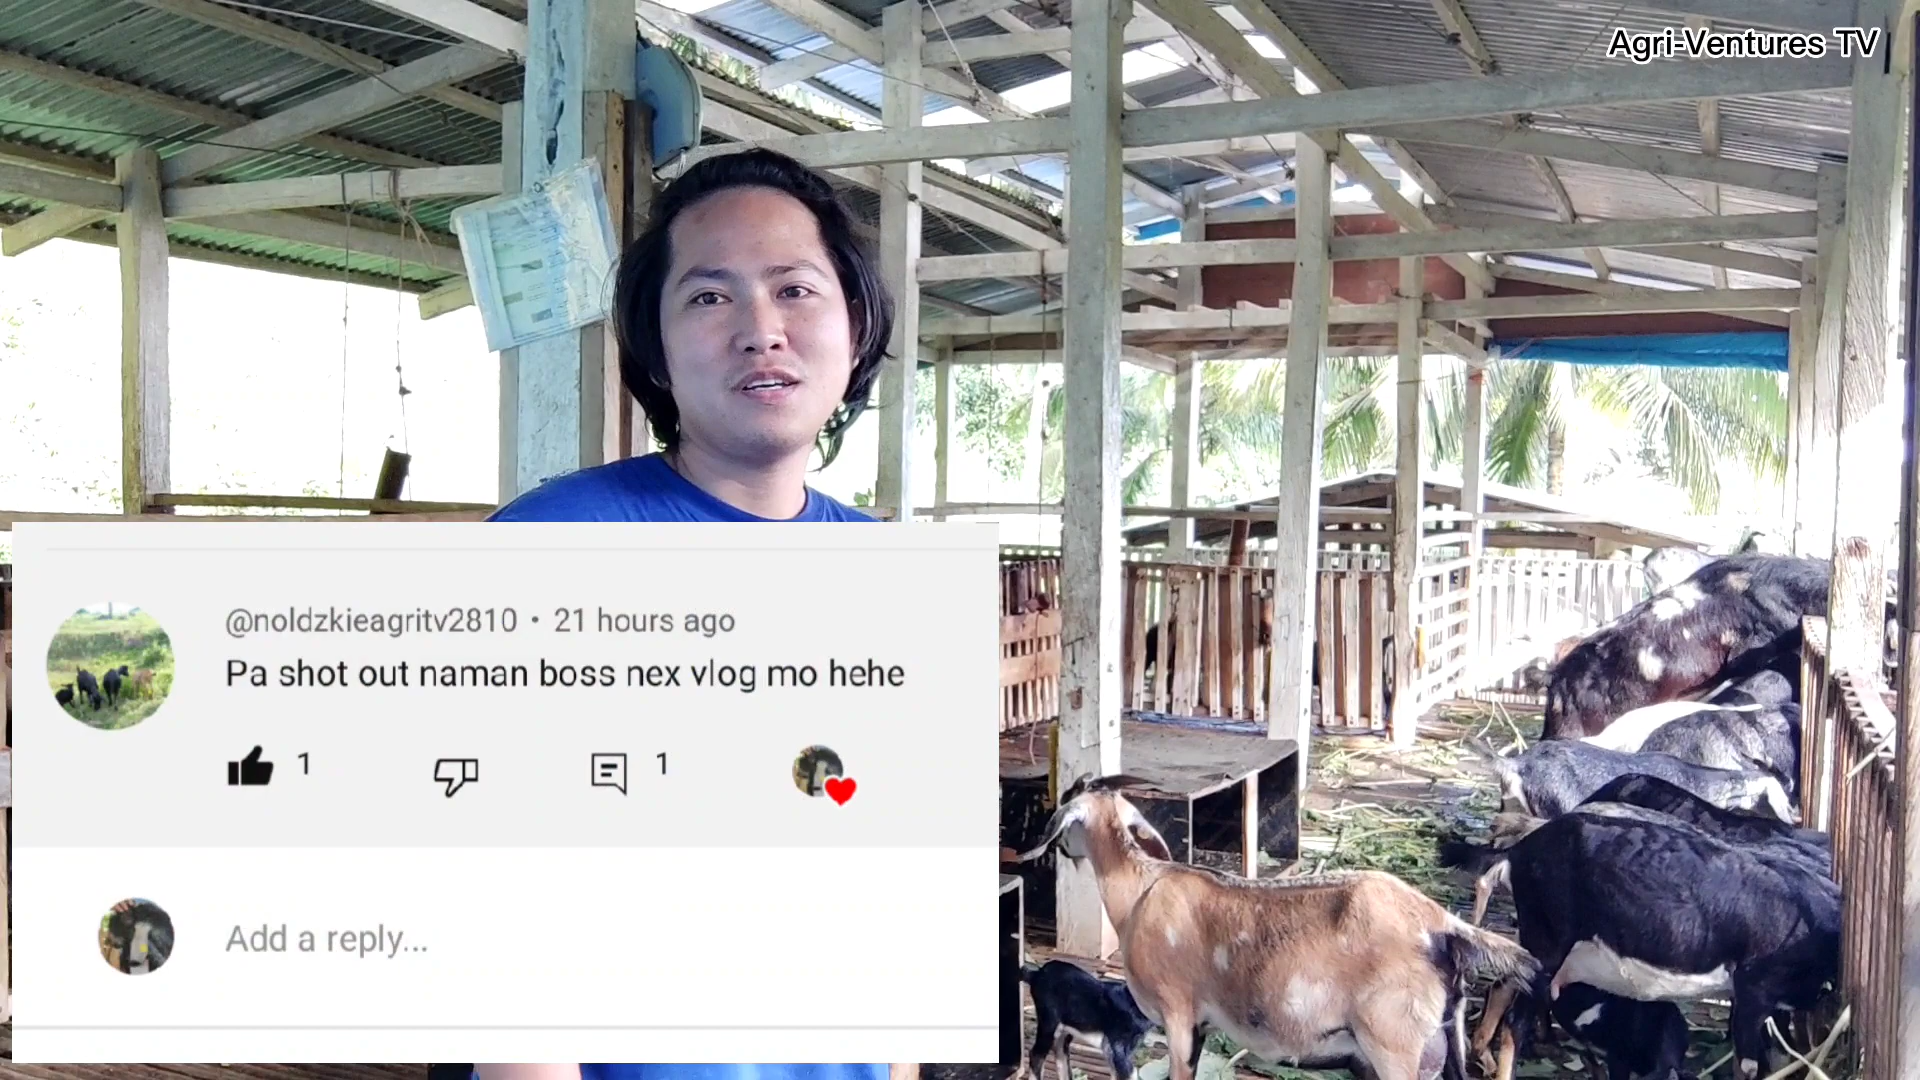 Agri-Ventures TV
@noldzkieagritv2810 • 21 hours ago
Pa shot out naman boss nex vlog mo hehe
1
1
Add a reply...